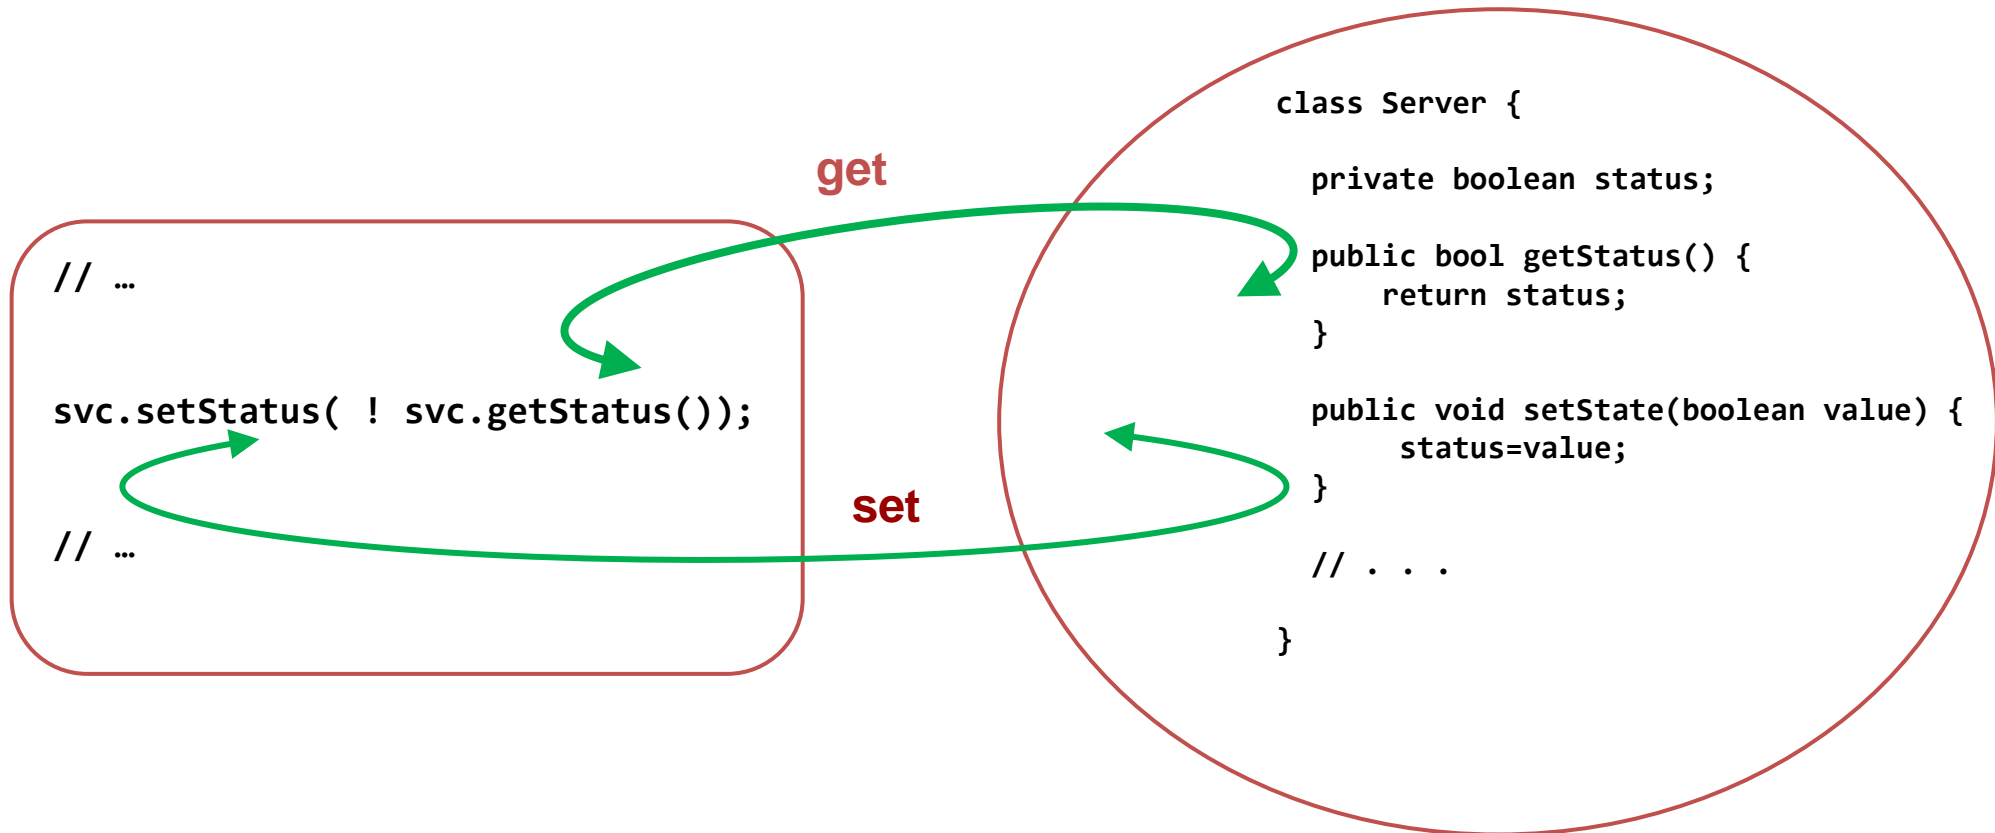 // …
svc.setStatus( ! svc.getStatus());
// …
get
set
class Server {
private boolean status;
public bool getStatus() {
return status;
}
public void setState(boolean value) {
status=value;
}
// . . .
}